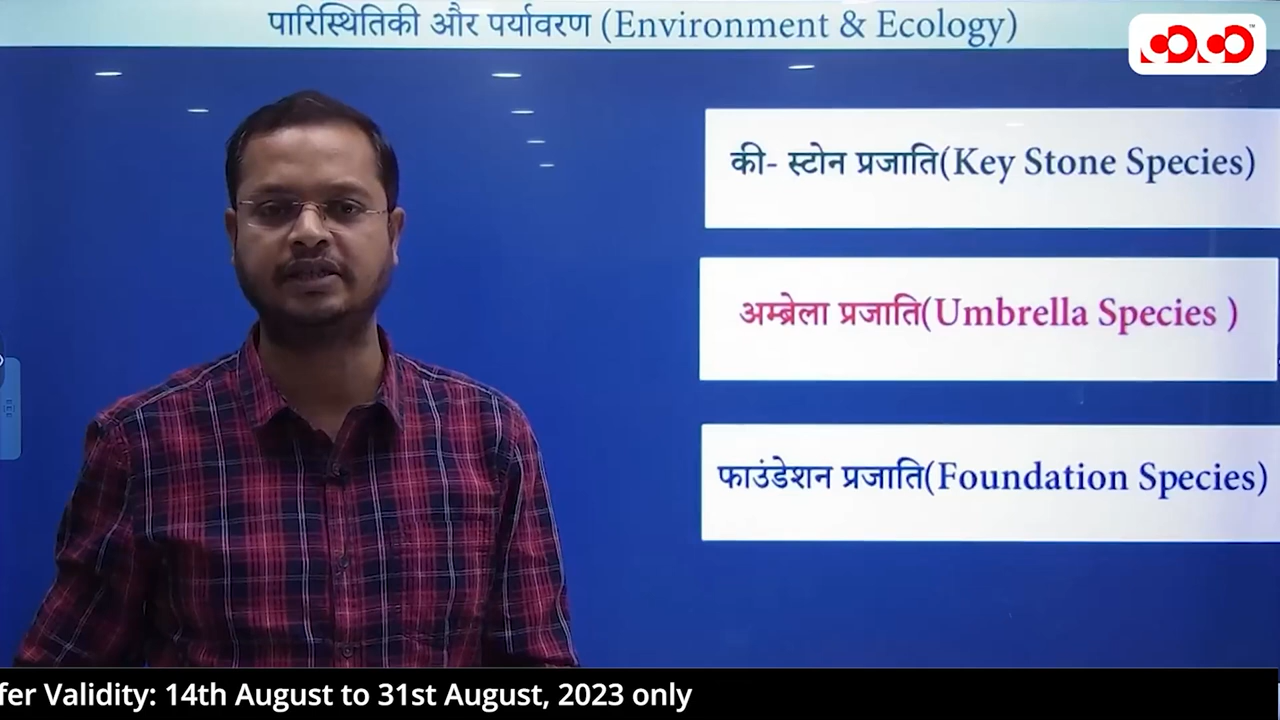 पारिस्थितिकी और पर्यावरण (Environment & Ecology)
की- स्टोन प्रजाति(Key Stone Species)
अम्ब्रेला प्रजाति(Umbrella Species )
फाउंडेशन प्रजाति(Foundation Species)
fer Validity: 14th August to 31st August, 2023 only